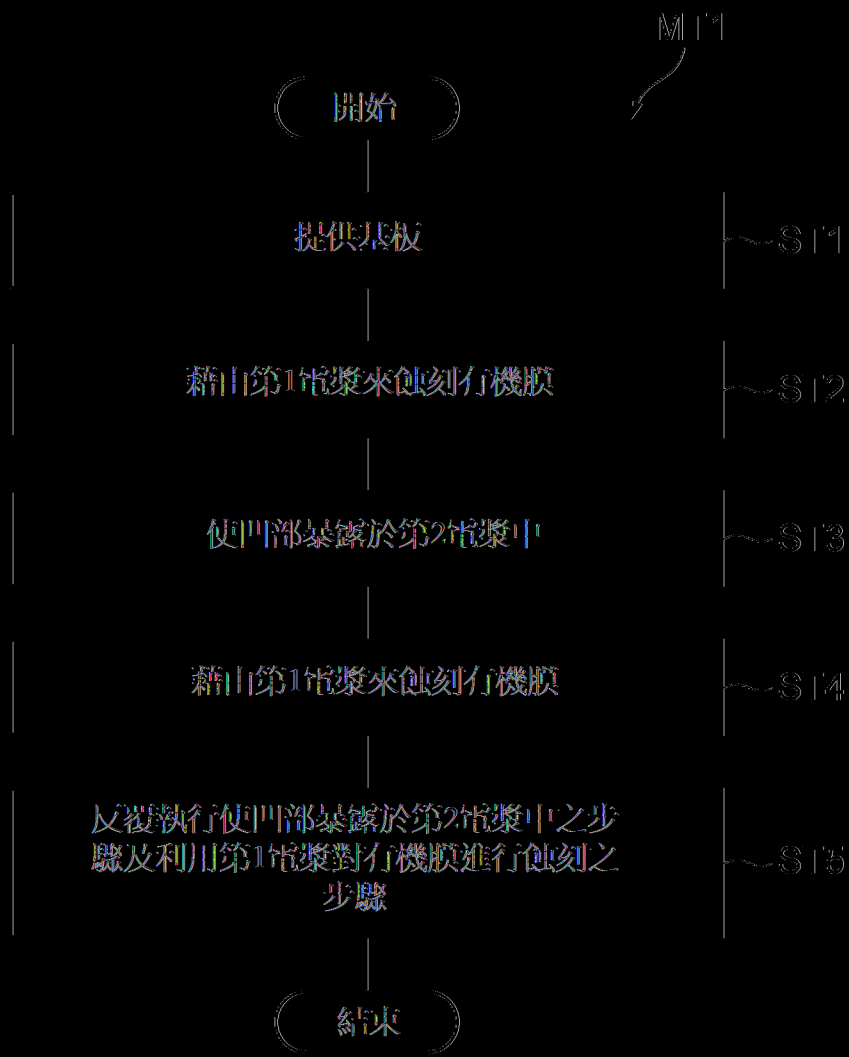 MT1
開始
提供基板
ST1
藉由第1電漿來蝕刻有機膜
ST2
使凹部暴露於第2電漿中
ST3
藉由第1電漿來蝕刻有機膜
ST4
反覆執行使凹部暴露於第2電漿中之步
驟及利用第1電漿對有機膜進行蝕刻之
步驟
ST5
結束